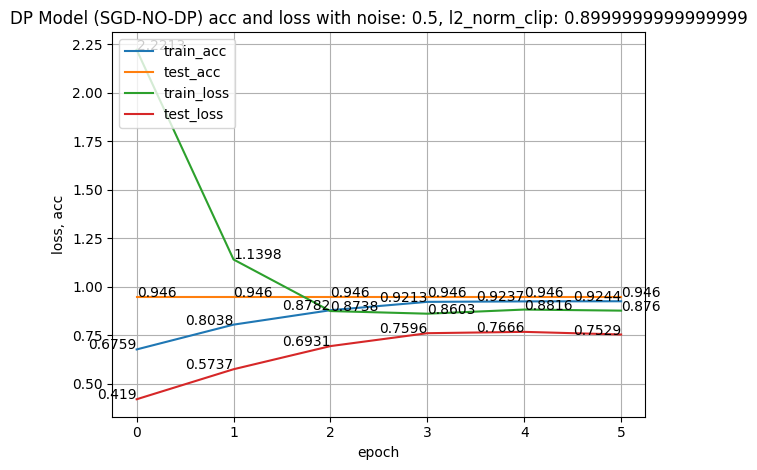 DP Model (SGD-NO-DP) acc and loss with noise: 0.5, l2_norm_clip: 0.8999999999999999
2.25
2.2213
train_acc
test_acc
train_loss
test_loss
2.00
1.75
1.50
1.25
1.1398
1.00
0.946 0.946 0.946 0.946 0.946 0.946
0.9213 0.9237 0.9244
0.8782 0.8738 0.8603 0.8816 0.876
0.8038
0.75
0.7596 0.7666 0.7529
0.6759
0.6931
0.5737
0.50
0.419
loss, acc
0 1 2 3 4 5
epoch